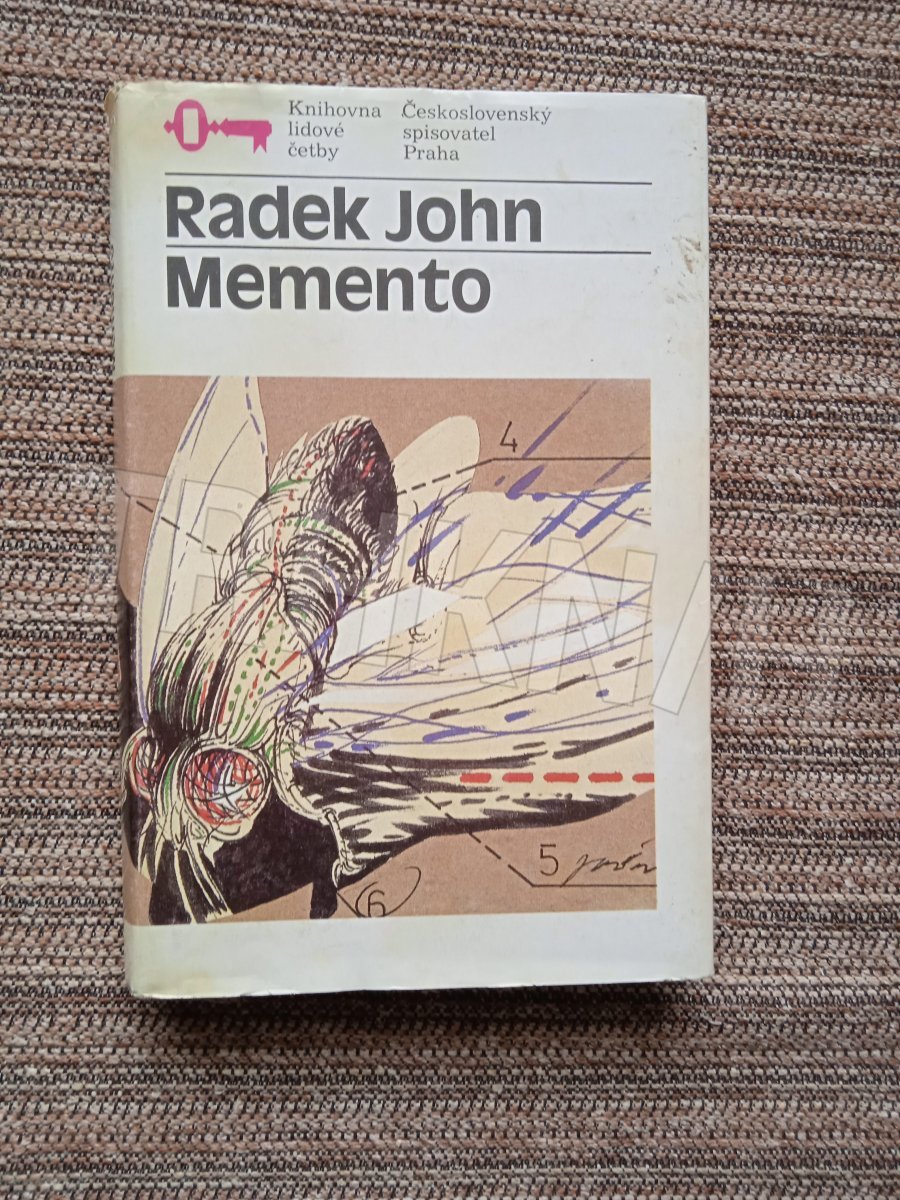 Knihovna
lidové
četby
Československý
spisovatel
Praha
Radek John
Memento
4
5
6